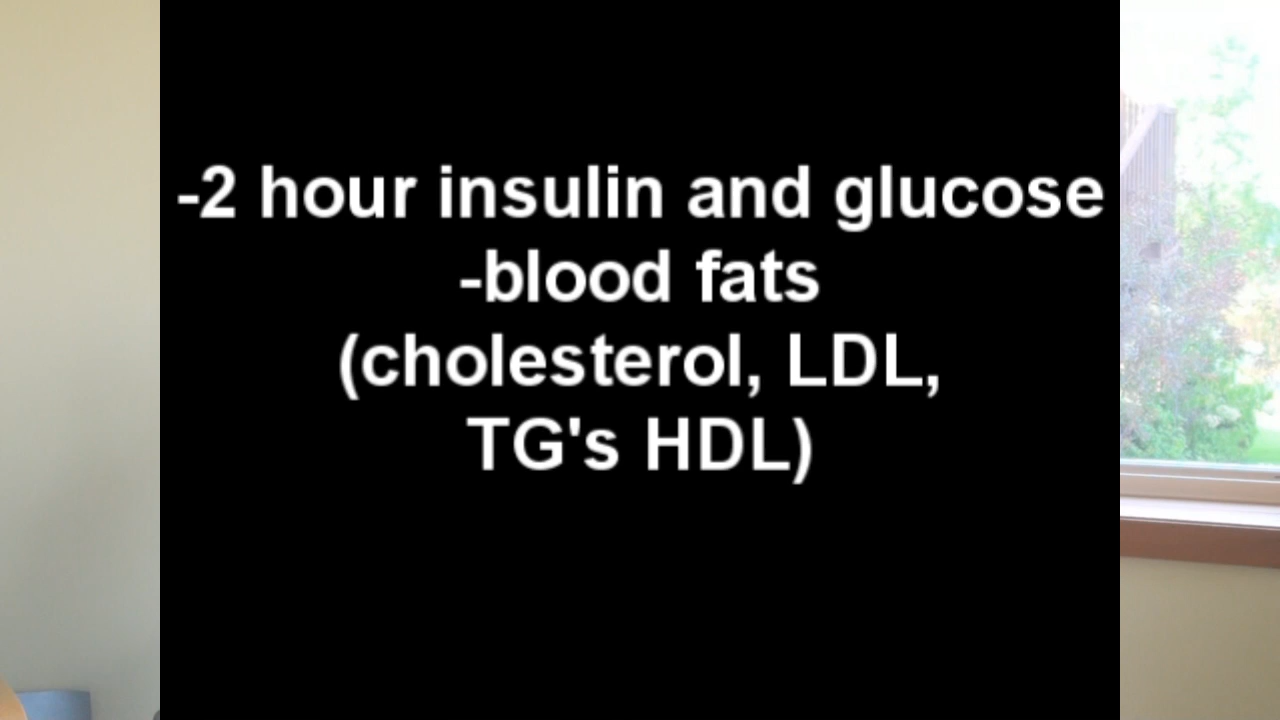 -2 hour insulin and glucose
-blood fats
(cholesterol, LDL,
TG's HDL)